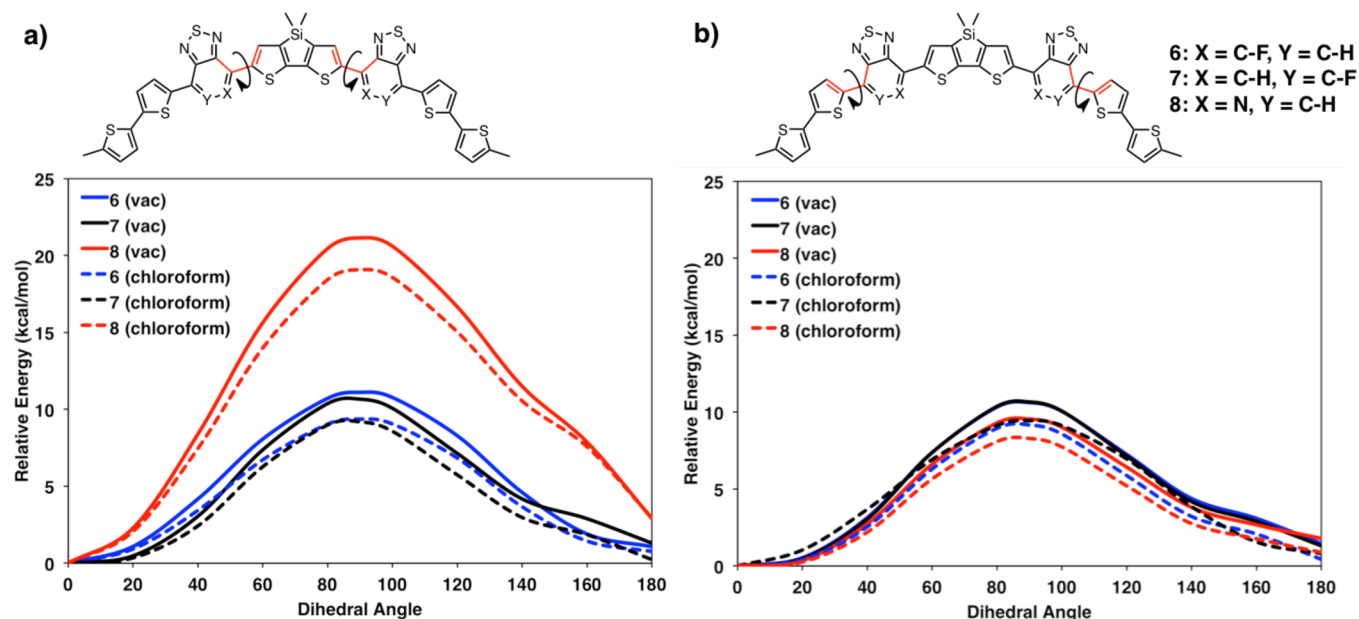 a)
Si
N S N
N S N
S S
Y X
X Y
S
S
S
S
25
20
15
10
5
0
Relative Energy (kcal/mol)
6 (vac)
7 (vac)
8 (vac)
6 (chloroform)
7 (chloroform)
8 (chloroform)
0 20 40 60 80 100 120 140 160 180
Dihedral Angle
b)
Si
N S N
N S N
S S
Y X
X Y
S
S
S
S
6: X = C-F, Y = C-H
7: X = C-H, Y = C-F
8: X = N, Y = C-H
25
20
15
10
5
0
Relative Energy (kcal/mol)
6 (vac)
7 (vac)
8 (vac)
6 (chloroform)
7 (chloroform)
8 (chloroform)
0 20 40 60 80 100 120 140 160 180
Dihedral Angle